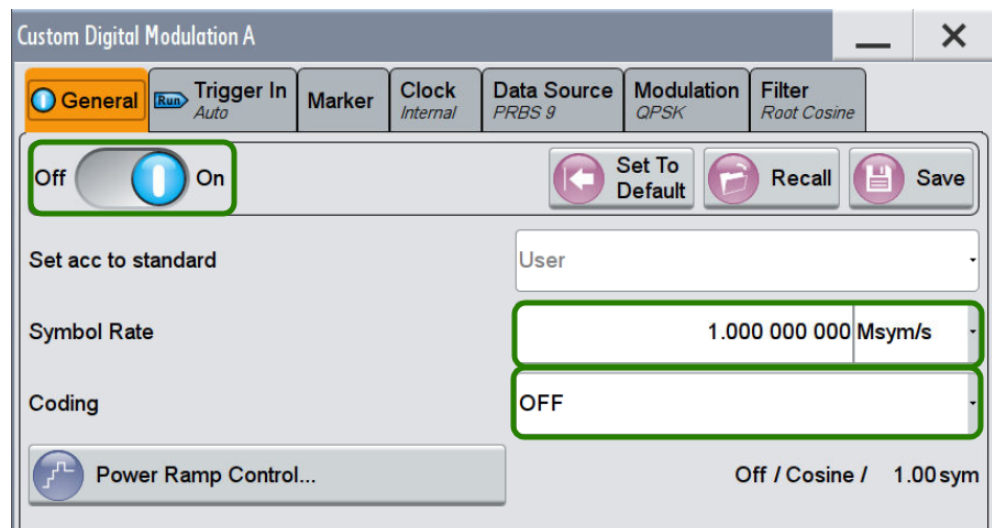 Custom Digital Modulation A
General
Run
Trigger In
Auto
Marker
Clock
Internal
Data Source
PRBS 9
Modulation
QPSK
Filter
Root Cosine
Off On
Set To
Default
Recall
Save
Set acc to standard User
Symbol Rate 1.000 000 000 Msym/s
Coding OFF
Power Ramp Control... Off / Cosine / 1.00 sym